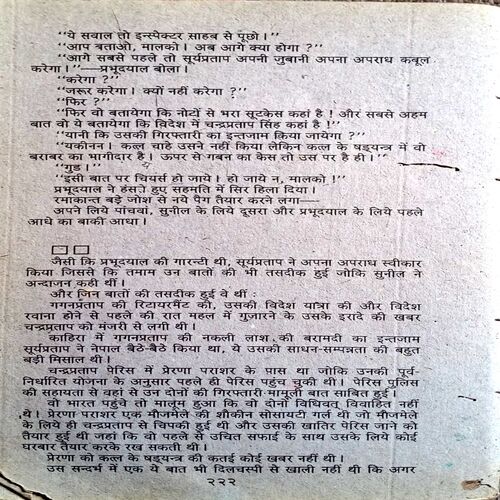 "ये सवाल तो इन्स्पेक्टर साहब से पूछो ।"
"आप बताओ, मालको । अब आगे क्या होगा ?"
"आगे सबसे पहले तो सूर्यप्रताप अपनी जुबानी अपना अपराध कबूल
करेगा ।"—प्रभूदयाल बोला ।
"करेगा ?"
"जरूर करेगा । क्यों नहीं करेगा ?"
"फिर ?"
"फिर वो बतायेगा कि नोटों से भरा सूटकेस कहां है ! और सबसे अहम
बात वो ये बतायेगा कि विदेश में चन्द्रप्रताप सिंह कहां है !"
"यानी कि उसकी गिरफ्तारी का इन्तजाम किया जायेगा ?"
"यकीनन । कत्ल चाहे उसने नहीं किया लेकिन कत्ल के षड्यन्त्र में वो
बराबर का भागीदार है । ऊपर से गबन का केस तो उस पर है ही ।"
"गुड ।"
"इसी बात पर चियर्स हो जाये । हो जाये न, मालको !"
प्रभूदयाल ने हंसते हुए सहमति में सिर हिला दिया ।
रमाकान्त बड़े जोश से नये पैग तैयार करने लगा—
अपने लिये पांचवां, सुनील के लिये दूसरा और प्रभूदयाल के लिये पहले
आधे का बाकी आधा ।
जैसी कि प्रभूदयाल की गारन्टी थी, सूर्यप्रताप ने अपना अपराध स्वीकार
किया जिससे कि तमाम उन बातों की भी तसदीक हुई जोकि सुनील ने
अन्दाजन कही थीं ।
और जिन बातों की तसदीक हुई वे थीं :
गगनप्रताप की रिटायरमैंट की, उसकी विदेश यात्रा की और विदेश
रवाना होने से पहले की रात महल में गुजारने के उसके इरादे की खबर
चन्द्रप्रताप को मंजरी से लगी थी ।
काहिरा में गगनप्रताप की नकली लाश की बरामदी का इन्तजाम
सूर्यप्रताप ने नेपाल बैठे-बैठे किया था, ये उसकी साधन-सम्पन्नता की बहुत
बड़ी मिसाल थी ।
चन्द्रप्रताप पेरिस में प्रेरणा पराशर के पास था जोकि उनकी पूर्व-
निर्धारित योजना के अनुसार पहले ही पेरिस पहुंच चुकी थी । पेरिस पुलिस
की सहायता से वहां से उन दोनों की गिरफ्तारी मामूली बात साबित हुई ।
वो भारत पहुंचे तो मालूम हुआ कि वो दोनों विधिवत् विवाहित नहीं
थे । प्रेरणा पराशर एक मौजमेले की शौकीन सोसायटी गर्ल थी जो मौजमेले
के लिये ही चन्द्रप्रताप से चिपकी हुई थी और उसकी खातिर पेरिस जाने को
तैयार हुई थी जहां कि वो पहले से उचित सफाई के साथ उसके लिये कोई
घरबार तैयार करके रख सकती थी ।
प्रेरणा को कत्ल के षड्यन्त्र की कतई कोई खबर नहीं थी ।
उस सन्दर्भ में एक ये बात भी दिलचस्पी से खाली नहीं थी कि अगर
२२२